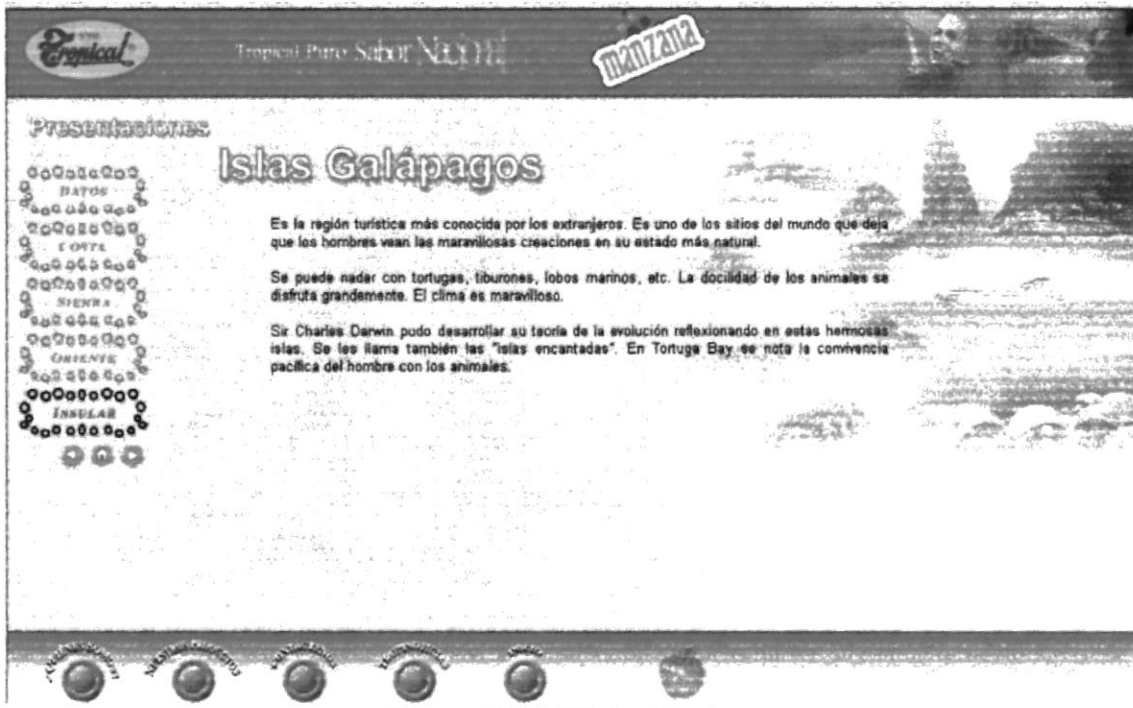 Tropical
Tropical Puro Sabor Nacional
manzana
Presentaciones
Islas Galápagos
DATOS
COSTA
SIERRA
ORIENTE
INSULAR
Es la región turística más conocida por los extranjeros. Es uno de los sitios del mundo que deja
que los hombres vean las maravillosas creaciones en su estado más natural.
Se puede nadar con tortugas, tiburones, lobos marinos, etc. La docilidad de los animales se
disfruta grandemente. El clima es maravilloso.
Sir Charles Darwin pudo desarrollar su teoría de la evolución reflexionando en estas hermosas
islas. Se les llama también las "islas encantadas". En Tortuga Bay se nota la convivencia
pacífica del hombre con los animales.